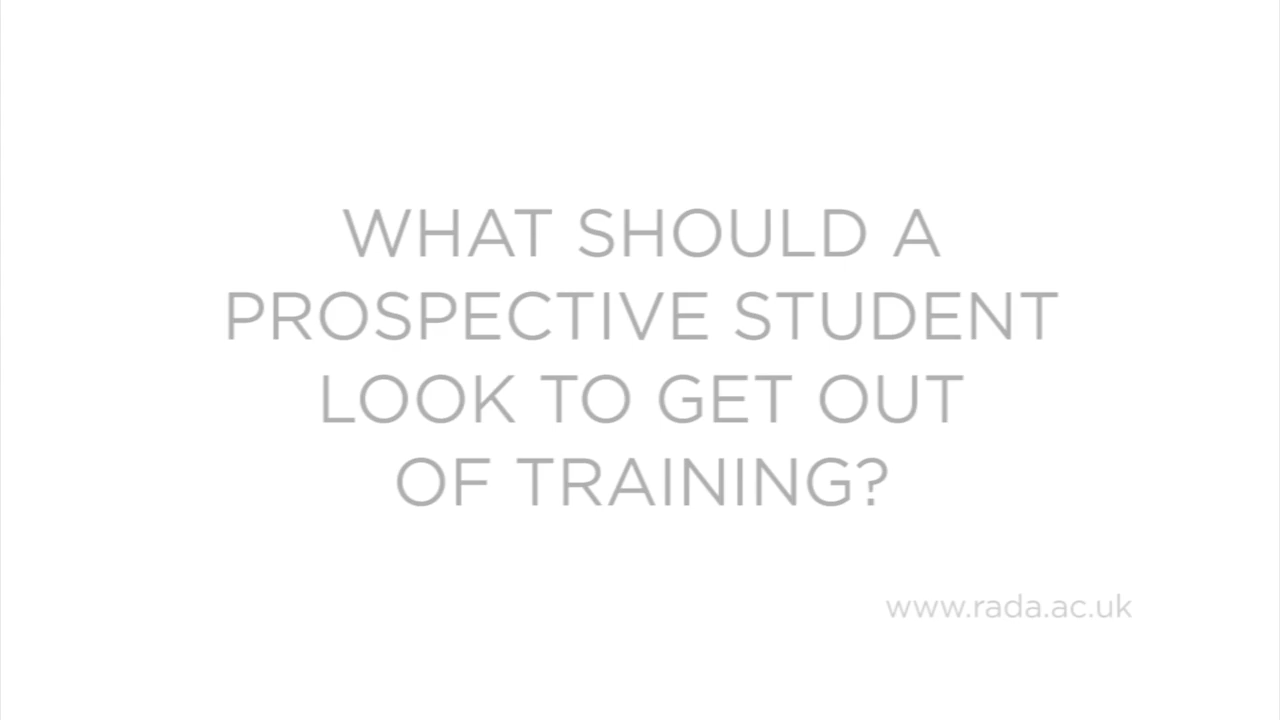 WHAT SHOULD A
PROSPECTIVE STUDENT
LOOK TO GET OUT
OF TRAINING?
www.rada.ac.uk